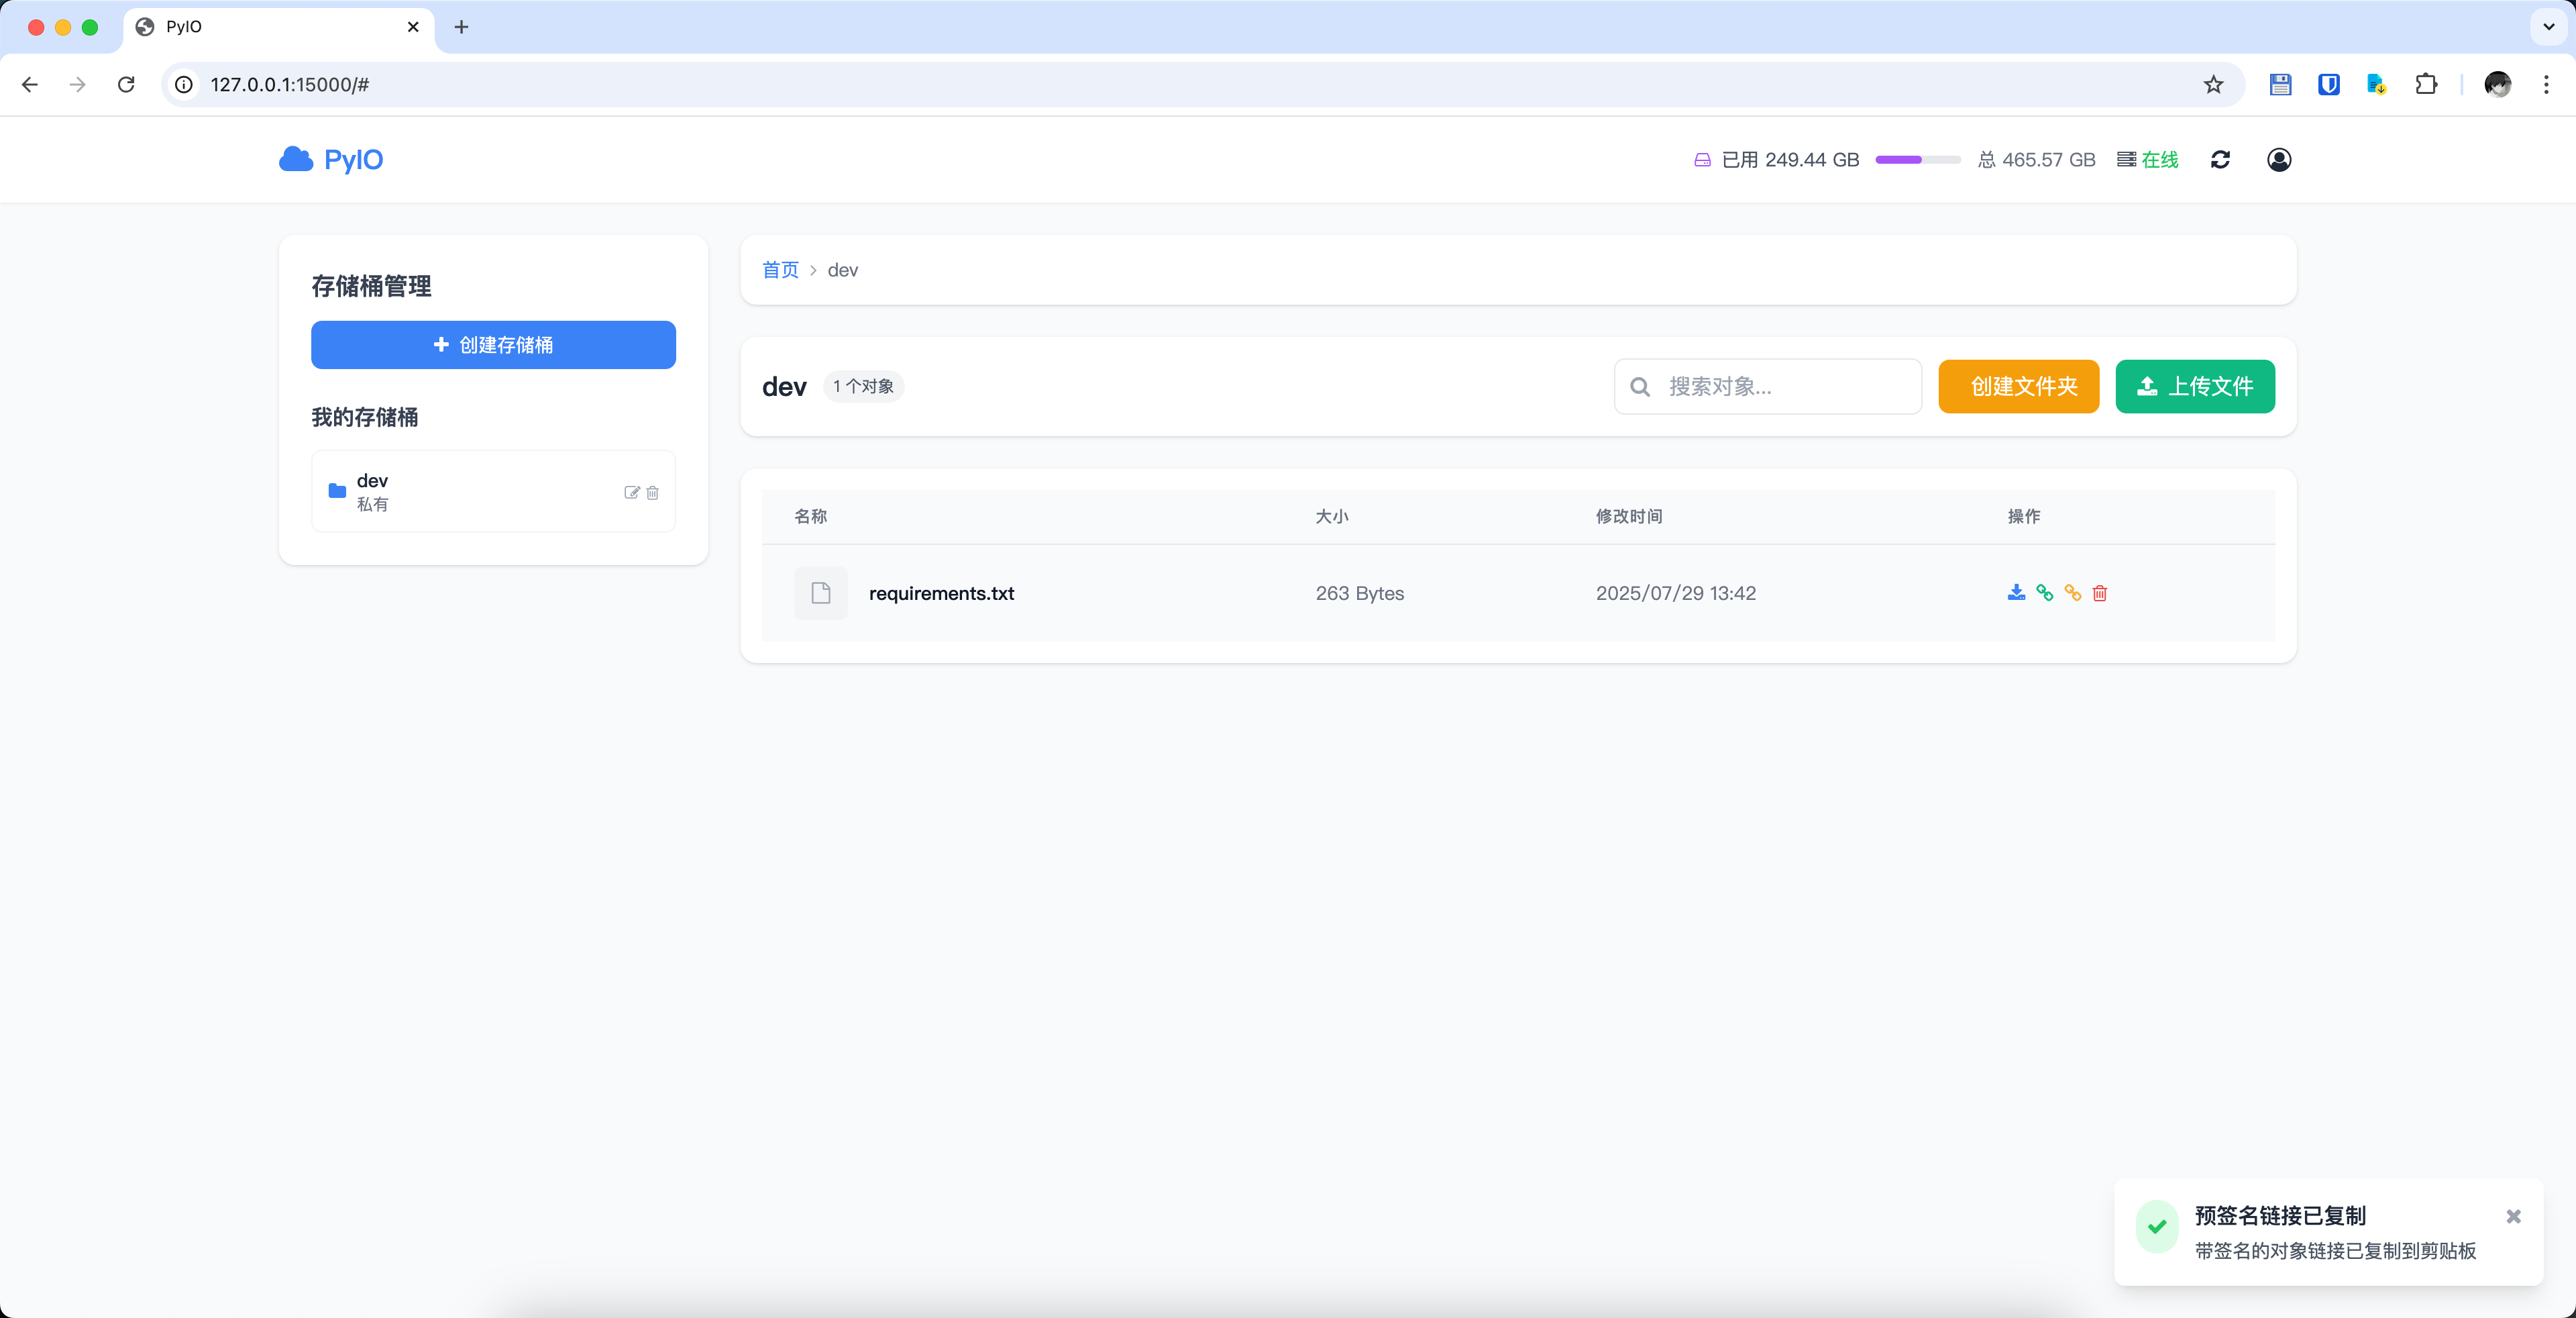 PyIO
127.0.0.1:15000/#
PyIO
已用 249.44 GB 总 465.57 GB 在线
存储桶管理
创建存储桶
我的存储桶
dev
私有
首页 > dev
dev 1 个对象 搜索对象... 创建文件夹 上传文件
名称 大小 修改时间 操作
requirements.txt 263 Bytes 2025/07/29 13:42
预签名链接已复制
带签名的对象链接已复制到剪贴板